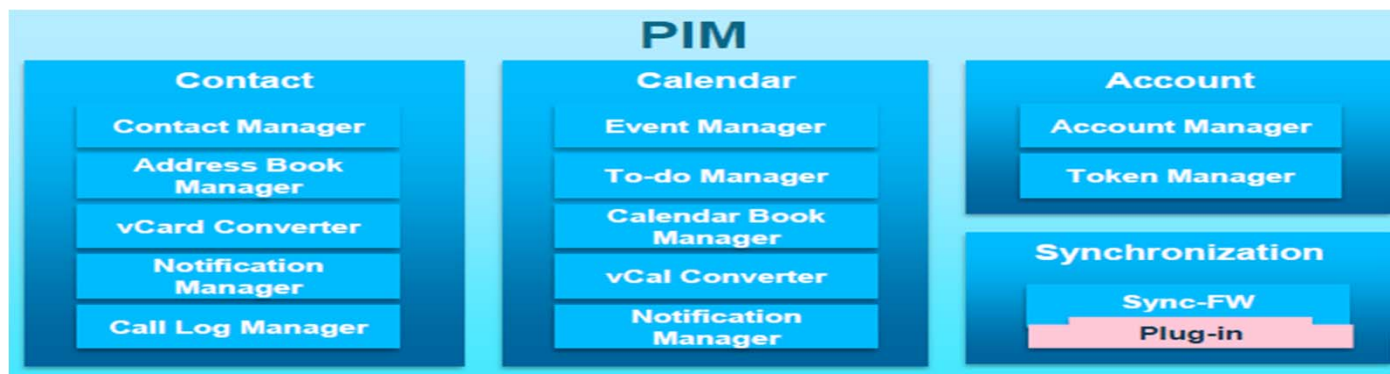 PIM
Contact
Contact Manager
Address Book
Manager
vCard Converter
Notification
Manager
Call Log Manager
Calendar
Event Manager
To-do Manager
Calendar Book
Manager
vCal Converter
Notification
Manager
Account
Account Manager
Token Manager
Synchronization
Sync-FW
Plug-in